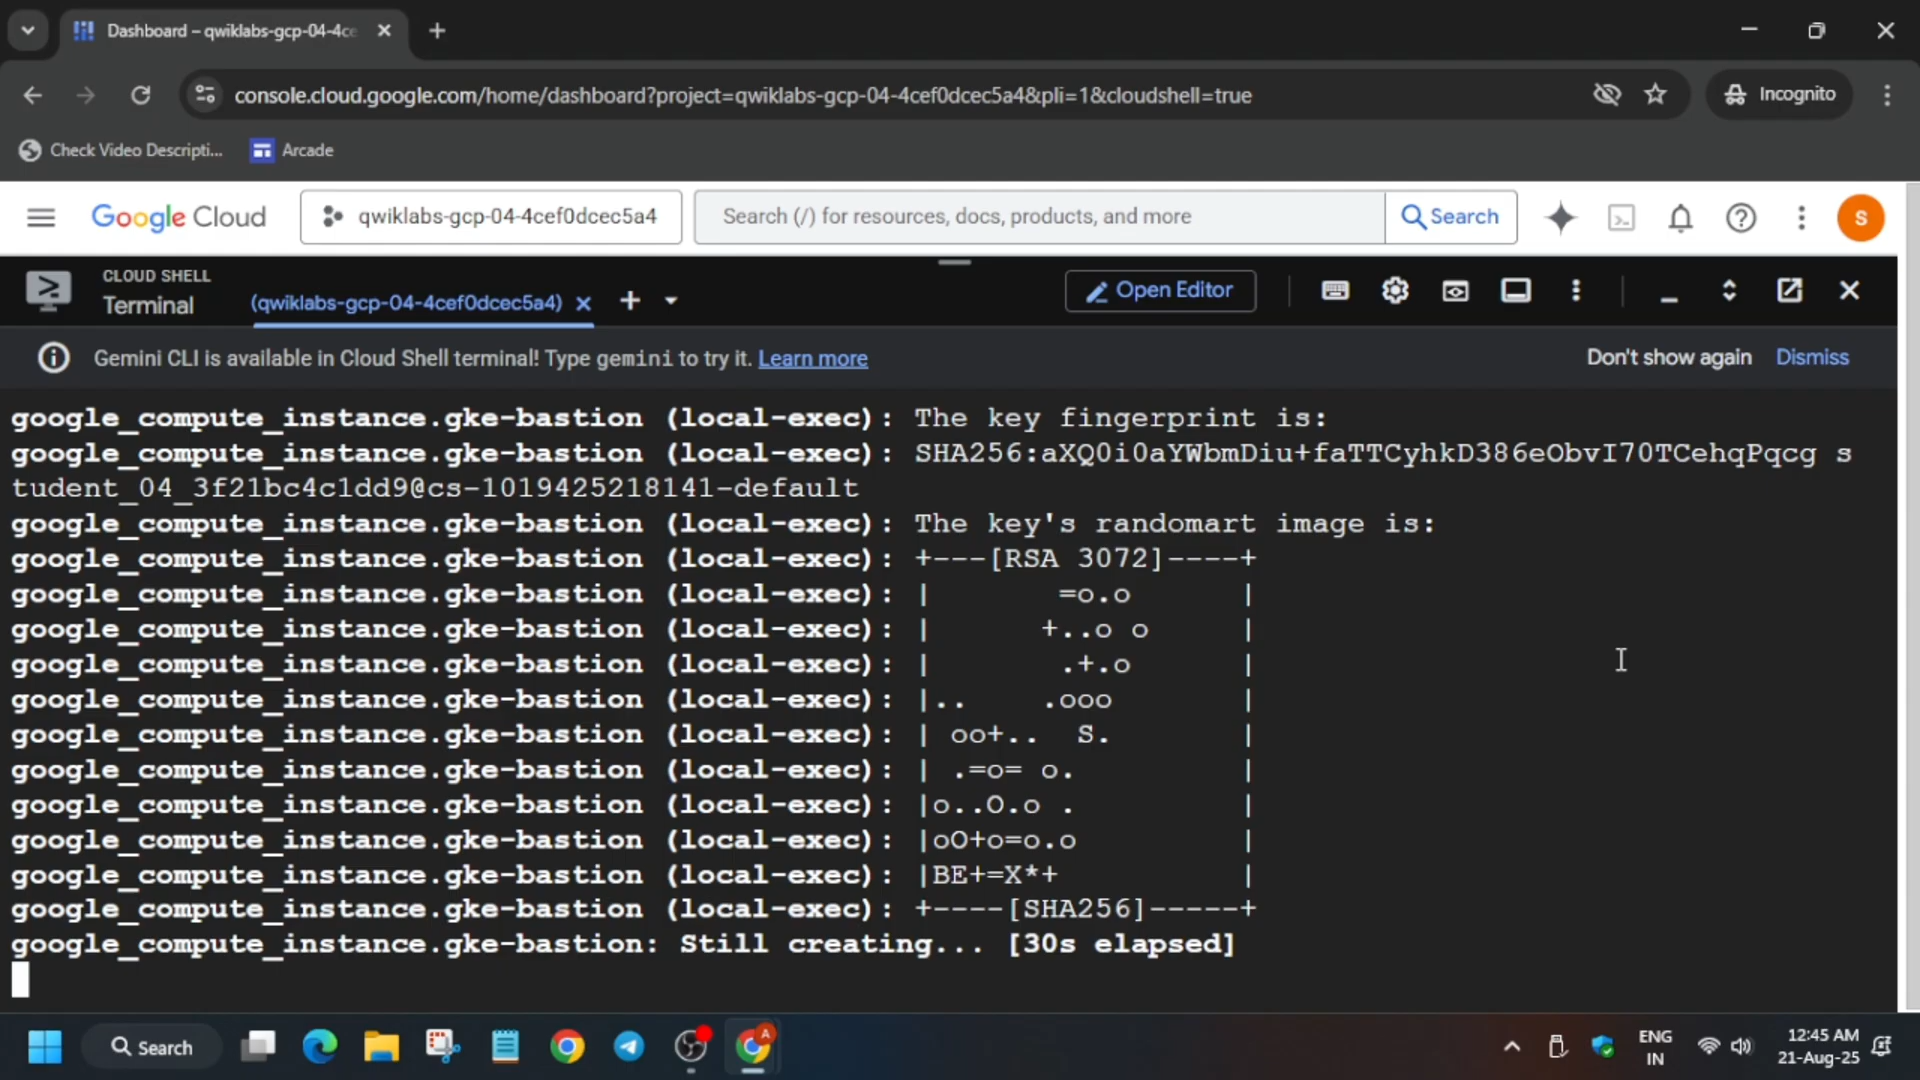 Dashboard – qwiklabs-gcp-04-4ce
console.cloud.google.com/home/dashboard?project=qwiklabs-gcp-04-4cef0dcec5a4&pli=1&cloudshell=true
Incognito
Check Video Descripti...
Arcade
Google Cloud
qwiklabs-gcp-04-4cef0dcec5a4
Search (/) for resources, docs, products, and more
Search
S
CLOUD SHELL
Terminal
(qwiklabs-gcp-04-4cef0dcec5a4)
Open Editor
Gemini CLI is available in Cloud Shell terminal! Type gemini to try it. Learn more
Don't show again
Dismiss
google_compute_instance.gke-bastion (local-exec): The key fingerprint is:
google_compute_instance.gke-bastion (local-exec): SHA256:aXQ0i0aYWbmDiu+faTTCyhkD386eObvI70TCehqPqcg s
tudent_04_3f21bc4c1dd9@cs-1019425218141-default
google_compute_instance.gke-bastion (local-exec): The key's randomart image is:
google_compute_instance.gke-bastion (local-exec): +---[RSA 3072]----+
google_compute_instance.gke-bastion (local-exec): |       =o.o      |
google_compute_instance.gke-bastion (local-exec): |      +..o o     |
google_compute_instance.gke-bastion (local-exec): |       .+.o      |
google_compute_instance.gke-bastion (local-exec): |..    .ooo       |
google_compute_instance.gke-bastion (local-exec): | oo+..  S.       |
google_compute_instance.gke-bastion (local-exec): | .=o= o.         |
google_compute_instance.gke-bastion (local-exec): |o..O.o .         |
google_compute_instance.gke-bastion (local-exec): |oO+o=o.o         |
google_compute_instance.gke-bastion (local-exec): |BE+=X*+          |
google_compute_instance.gke-bastion (local-exec): +----[SHA256]-----+
google_compute_instance.gke-bastion: Still creating... [30s elapsed]
Search
A
ENG
IN
12:45 AM
21-Aug-25